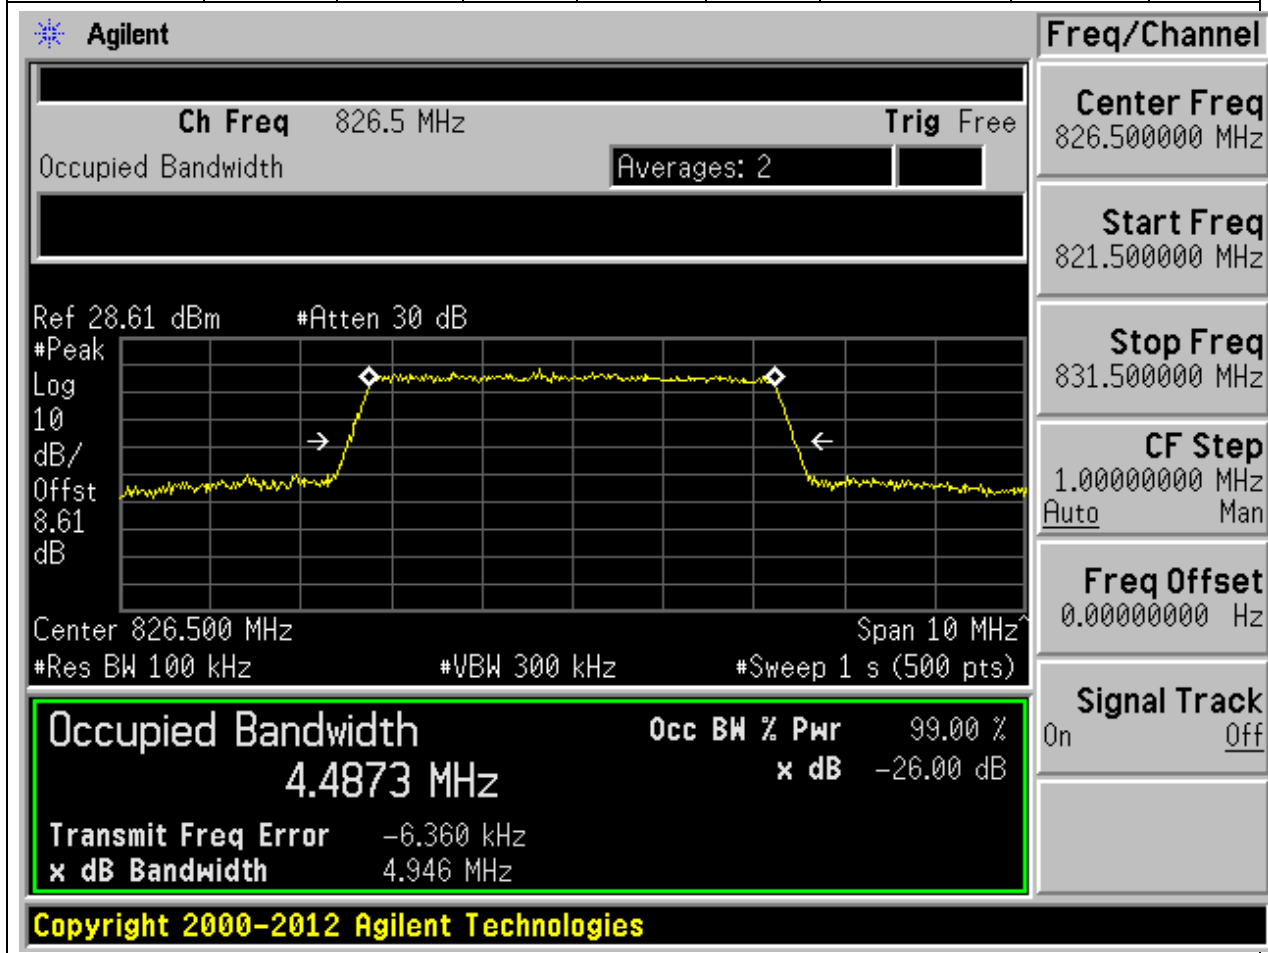 Agilent
Freq/Channel
Ch Freq 826.5 MHz Trig Free
Occupied Bandwidth Averages: 2
Center Freq
826.500000 MHz
Start Freq
821.500000 MHz
Stop Freq
831.500000 MHz
CF Step
1.00000000 MHz
Auto Man
Freq Offset
0.00000000 Hz
Signal Track
On Off
Ref 28.61 dBm #Atten 30 dB
#Peak
Log
10
dB/
Offst
8.61
dB
Center 826.500 MHz Span 10 MHz^
#Res BW 100 kHz #VBW 300 kHz #Sweep 1 s (500 pts)
Occupied Bandwidth Occ BW % Pwr 99.00 %
4.4873 MHz x dB -26.00 dB
Transmit Freq Error -6.360 kHz
x dB Bandwidth 4.946 MHz
Copyright 2000-2012 Agilent Technologies